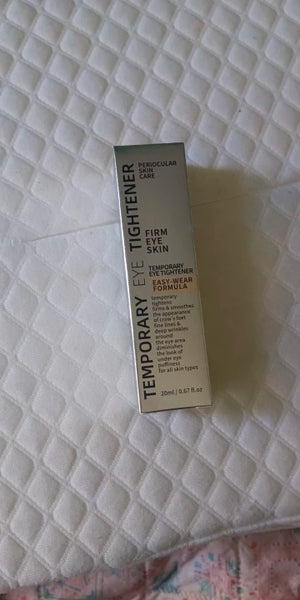 TEMPORARY EYE TIGHTENER
PERIOCULAR
SKIN
CARE
FIRM
EYE
SKIN
TEMPORARY
EYE TIGHTENER
EASY-WEAR
FORMULA
temporary
tightens
firms & smoothes
the appearance
of crow's feet
fine lines &
deep wrinkles
around
the eye area
diminishes
the look of
under eye
puffiness
for all skin types
20ml / 0.67 fl.oz